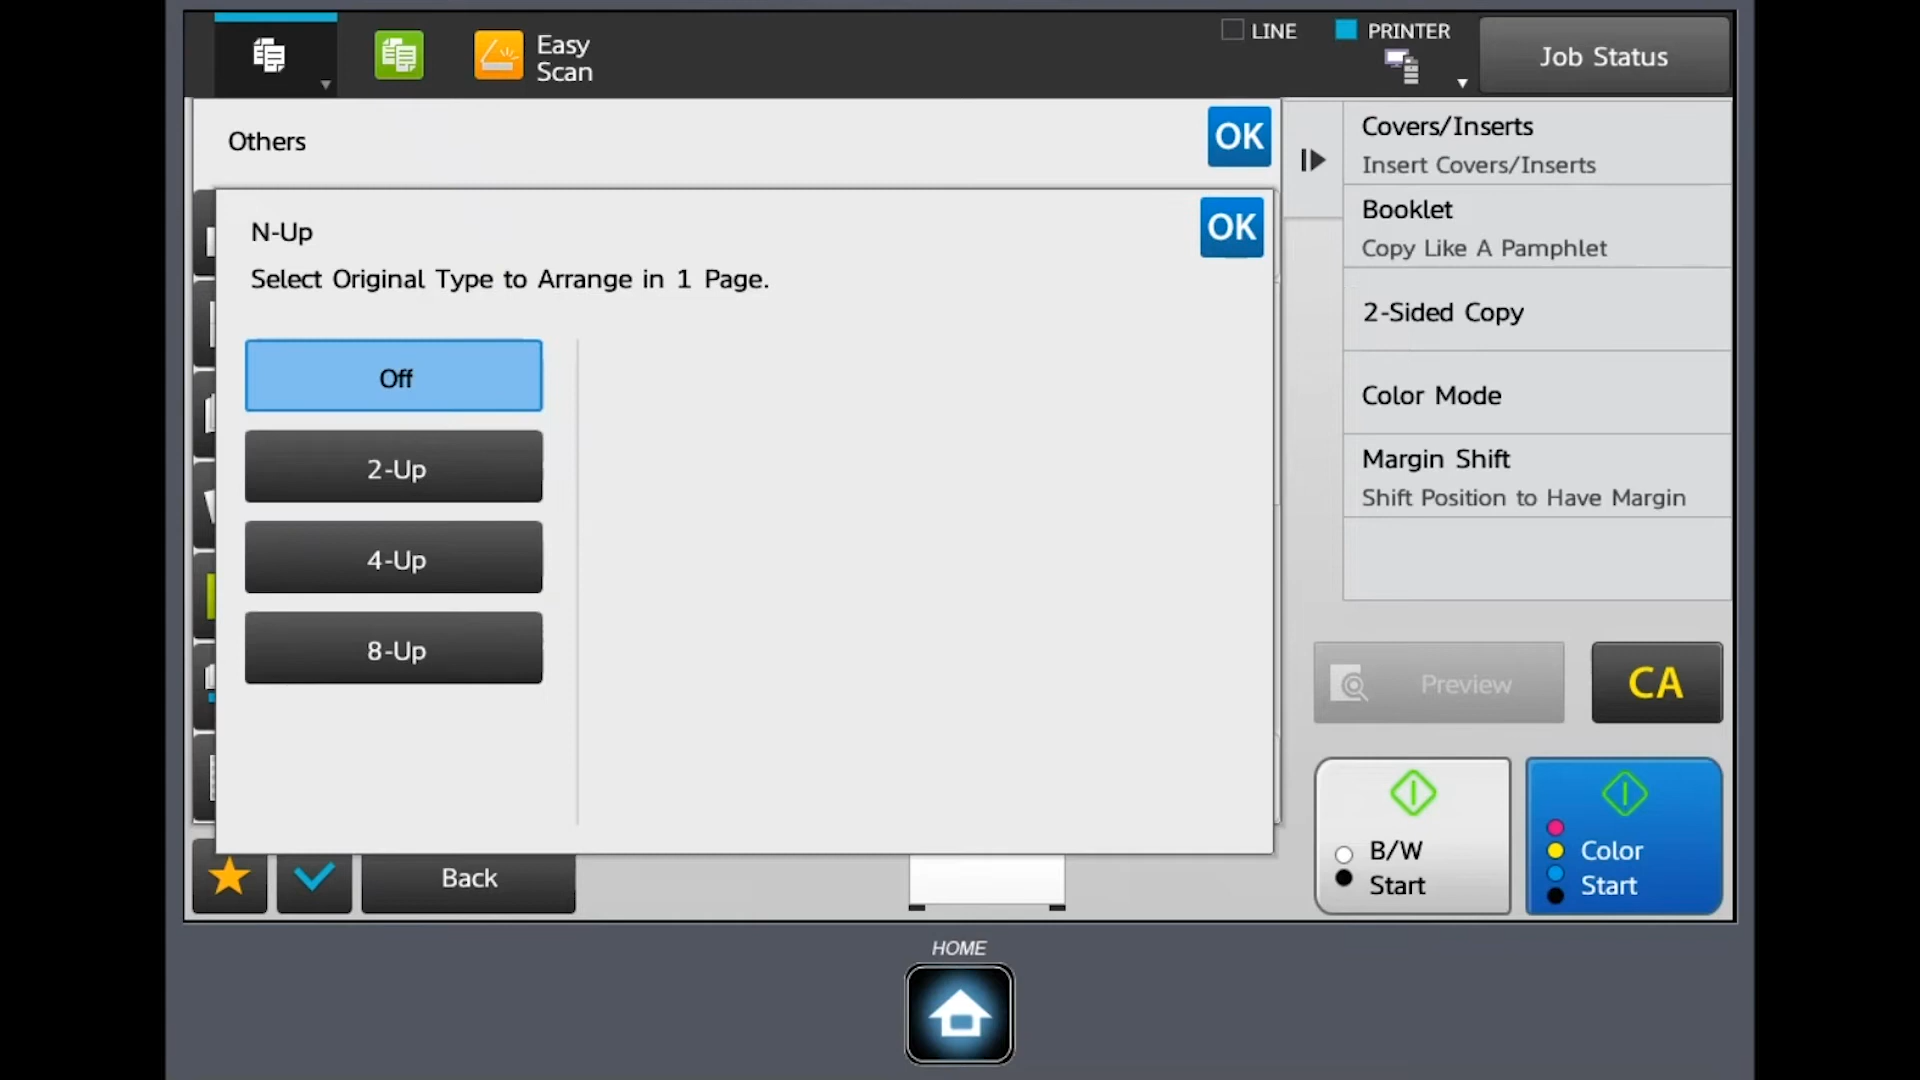 Easy
Scan
LINE
PRINTER
Job Status
Others
OK
N-Up
OK
Select Original Type to Arrange in 1 Page.
Off
2-Up
4-Up
8-Up
Back
Covers/Inserts
Insert Covers/Inserts
Booklet
Copy Like A Pamphlet
2-Sided Copy
Color Mode
Margin Shift
Shift Position to Have Margin
Preview
CA
B/W
Start
Color
Start
HOME